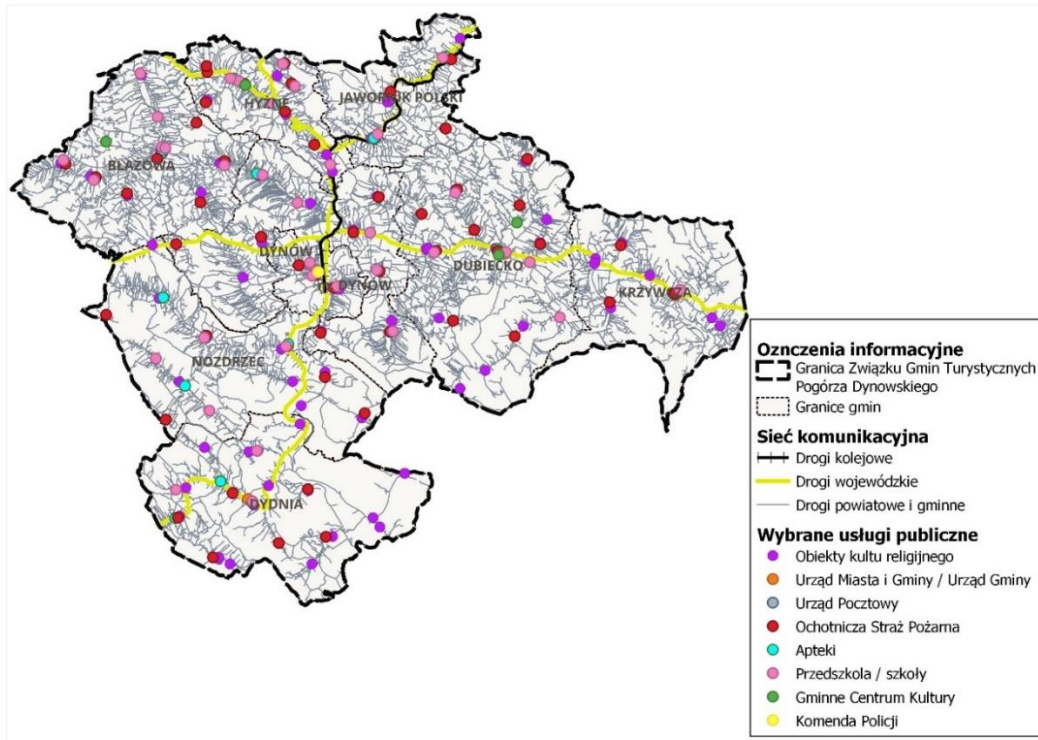 JAWORNIK POLSKI
HYŻNE
BŁAŻOWA
DYNÓW
DUBIECKO
DYNÓW
KRZYWCZA
NOZDRZEC
DYDNIA
Oznczenia informacyjne
Granica Związku Gmin Turystycznych
Pogórza Dynowskiego
Granice gmin
Sieć komunikacyjna
Drogi kolejowe
Drogi wojewódzkie
Drogi powiatowe i gminne
Wybrane usługi publiczne
Obiekty kultu religijnego
Urząd Miasta i Gminy / Urząd Gminy
Urząd Pocztowy
Ochotnicza Straż Pożarna
Apteki
Przedszkola / szkoły
Gminne Centrum Kultury
Komenda Policji